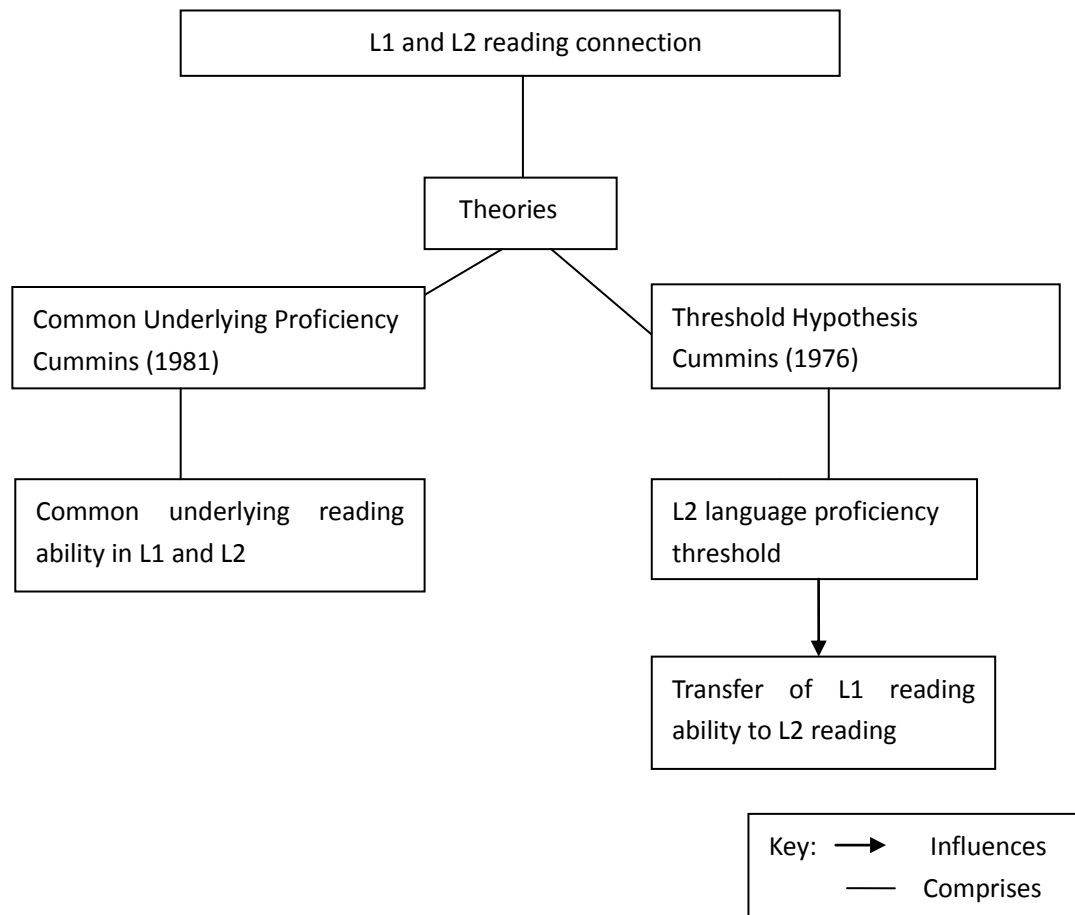 L1 and L2 reading connection
Theories
Common Underlying Proficiency
Cummins (1981)
Threshold Hypothesis
Cummins (1976)
Common underlying reading
ability in L1 and L2
L2 language proficiency
threshold
Transfer of L1 reading
ability to L2 reading
Key: Influences
Comprises